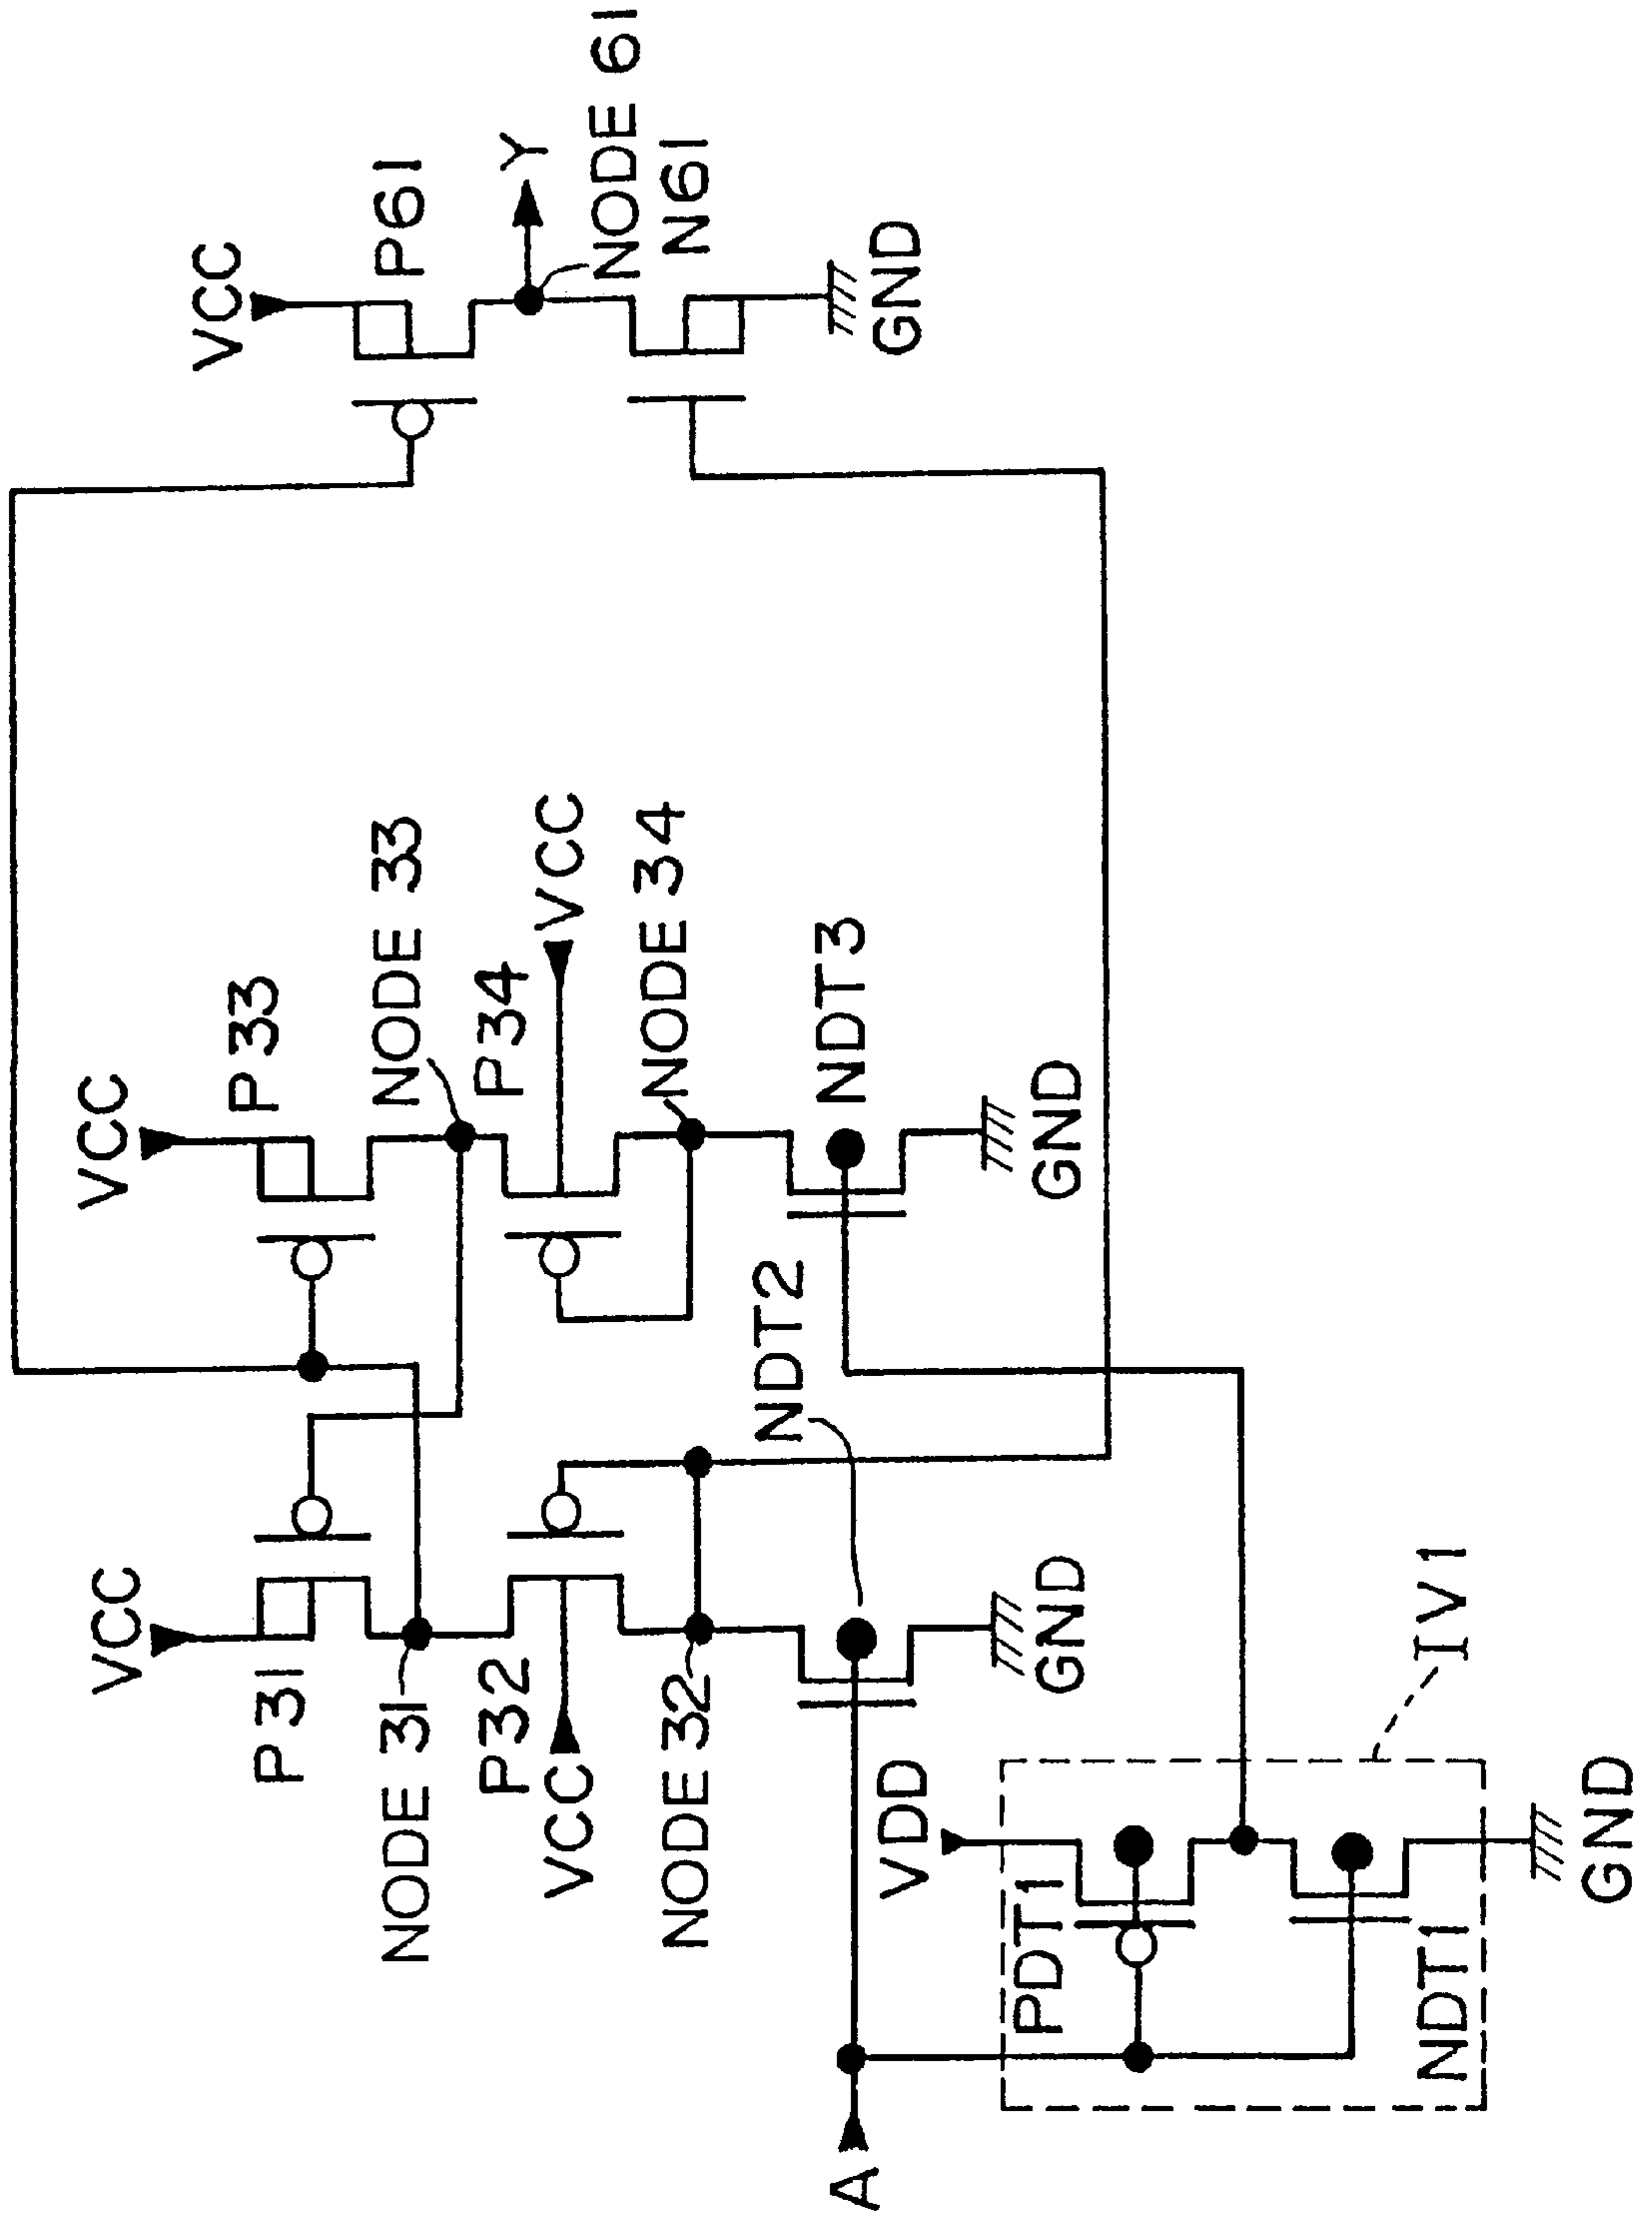 VCC
P61
Y
NODE 61
N61
GND
VCC
P33
NODE 33
P34
VCC
NODE 34
NDT3
GND
VCC
P31
NODE 31
P32
VCC
NODE 32
NDT2
GND
A
VDD
PDT1
NDT1
IV1
GND